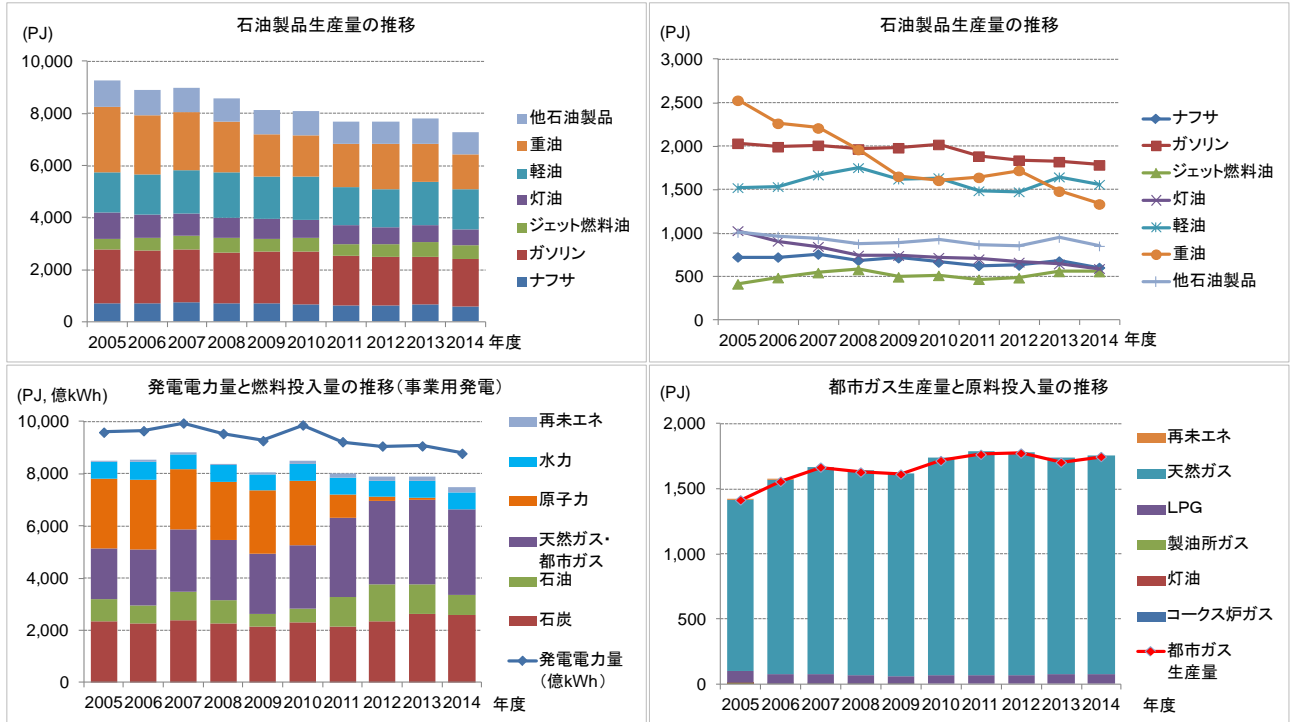 石油製品生産量の推移
(PJ)
10,000
8,000
6,000
4,000
2,000
0
2005 2006 2007 2008 2009 2010 2011 2012 2013 2014 年度
他石油製品
重油
軽油
灯油
ジェット燃料油
ガソリン
ナフサ
石油製品生産量の推移
(PJ)
3,000
2,500
2,000
1,500
1,000
500
0
2005 2006 2007 2008 2009 2010 2011 2012 2013 2014 年度
ナフサ
ガソリン
ジェット燃料油
灯油
軽油
重油
他石油製品
発電電力量と燃料投入量の推移(事業用発電)
(PJ, 億kWh)
10,000
8,000
6,000
4,000
2,000
0
2005 2006 2007 2008 2009 2010 2011 2012 2013 2014 年度
再未エネ
水力
原子力
天然ガス・
都市ガス
石油
石炭
発電電力量
(億kWh)
都市ガス生産量と原料投入量の推移
(PJ)
2,000
1,500
1,000
500
0
2005 2006 2007 2008 2009 2010 2011 2012 2013 2014 年度
再未エネ
天然ガス
LPG
製油所ガス
灯油
コークス炉ガス
都市ガス
生産量